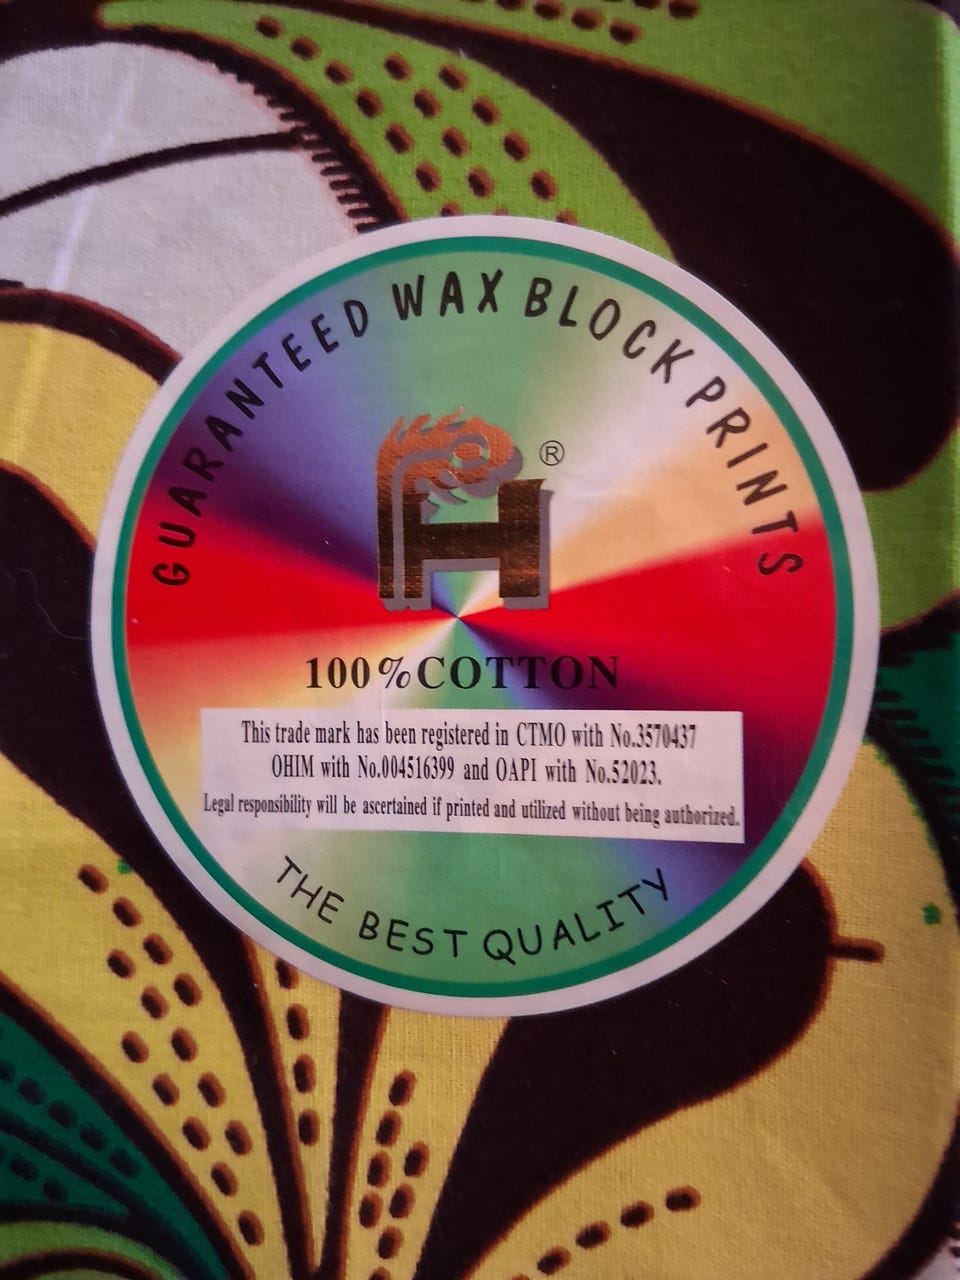 GUARANTEED WAX BLOCK PRINTS
H ®
100% COTTON
This trade mark has been registered in CTMO with No.3570437
OHIM with No.004516399 and OAPI with No.52023.
Legal responsibility will be ascertained if printed and utilized without being authorized.
THE BEST QUALITY